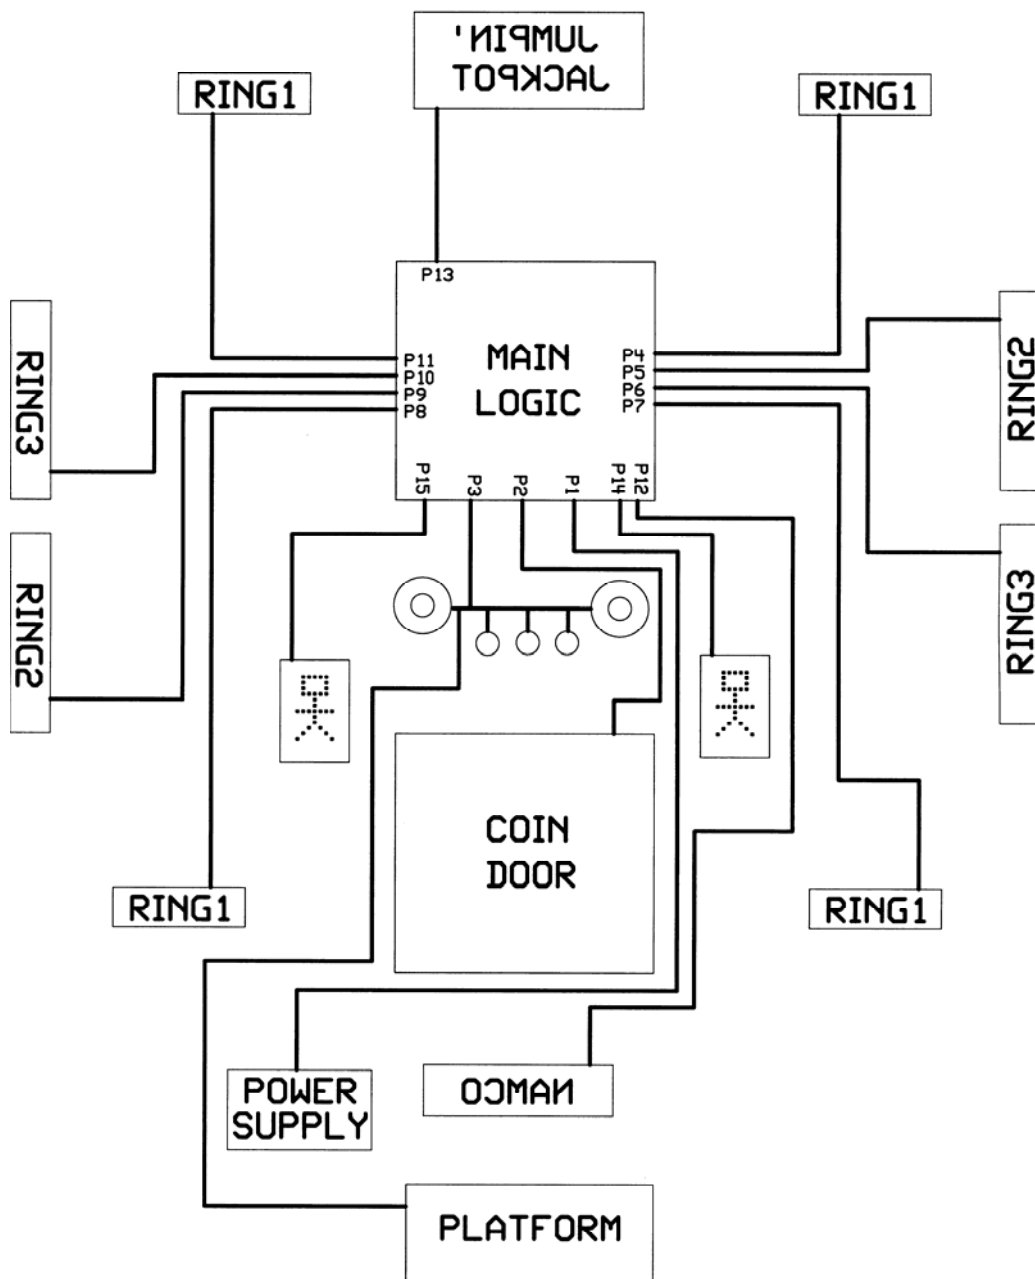 JUMPIN'
JACKPOT
RING1
RING1
P13
MAIN
LOGIC
P11
P10
P9
P8
P4
P5
P6
P7
P15
P3
P2
P1
P14
P12
RING3
RING2
RING2
RING3
COIN
DOOR
RING1
RING1
POWER
SUPPLY
NAMCO
PLATFORM